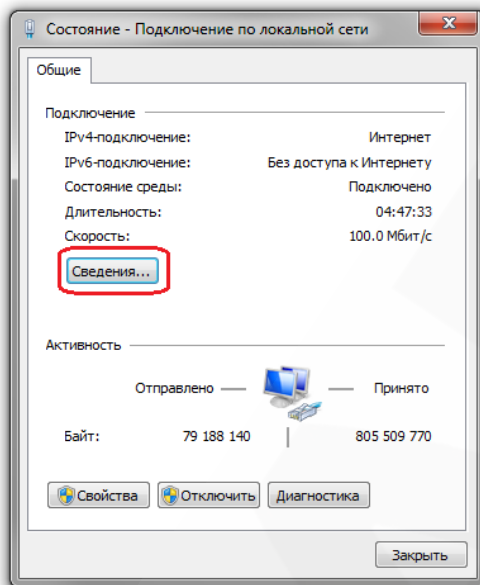 Состояние - Подключение по локальной сети
Общие
Подключение
IPv4-подключение: Интернет
IPv6-подключение: Без доступа к Интернету
Состояние среды: Подключено
Длительность: 04:47:33
Скорость: 100.0 Мбит/с
Сведения...
Активность
Отправлено Принято
Байт: 79 188 140 805 509 770
Свойства Отключить Диагностика
Закрыть